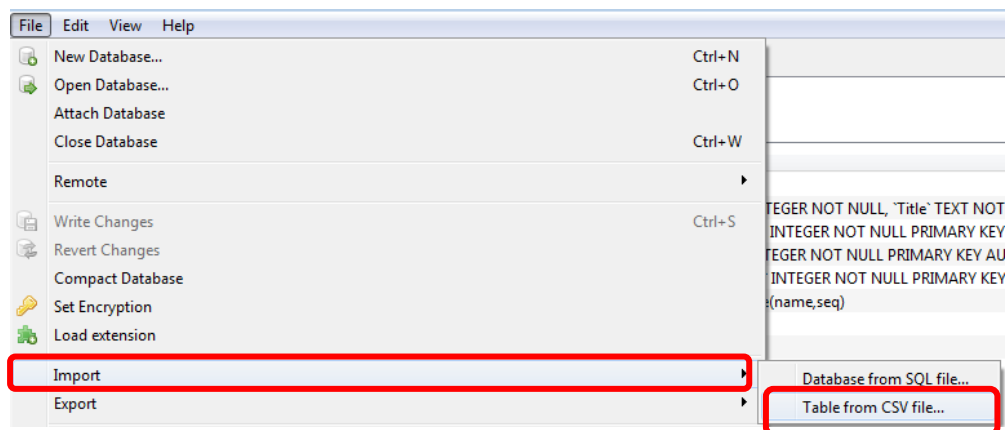 File Edit View Help
New Database... Ctrl+N
Open Database... Ctrl+O
Attach Database
Close Database Ctrl+W
Remote
TEGER NOT NULL, `Title` TEXT NOT
Write Changes Ctrl+S
INTEGER NOT NULL PRIMARY KEY
Revert Changes
TEGER NOT NULL PRIMARY KEY AU
Compact Database
INTEGER NOT NULL PRIMARY KEY
Set Encryption
(name,seq)
Load extension
Import
Database from SQL file...
Export
Table from CSV file...